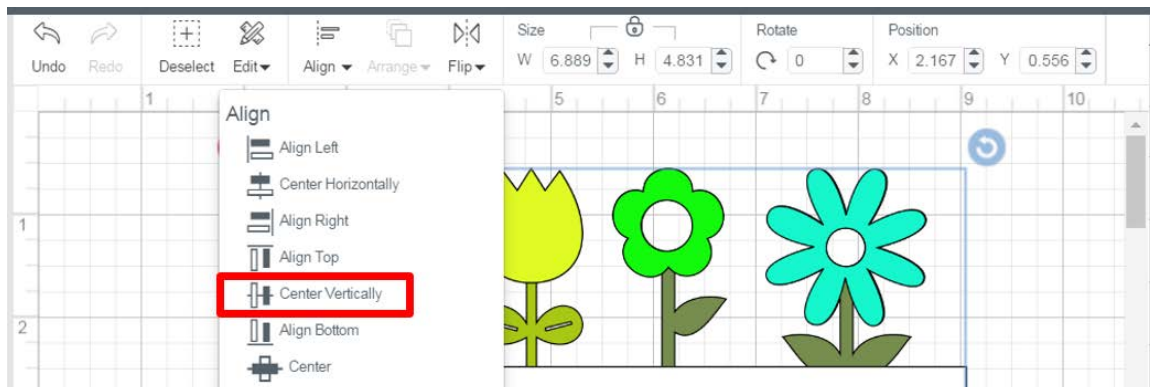 Size
Rotate
Position
Undo Redo Deselect Edit Align Arrange Flip W 6.889 H 4.831 0 X 2.167 Y 0.556
1 5 6 7 8 9 10
Align
Align Left
Center Horizontally
Align Right
1
Align Top
Center Vertically
2
Align Bottom
Center